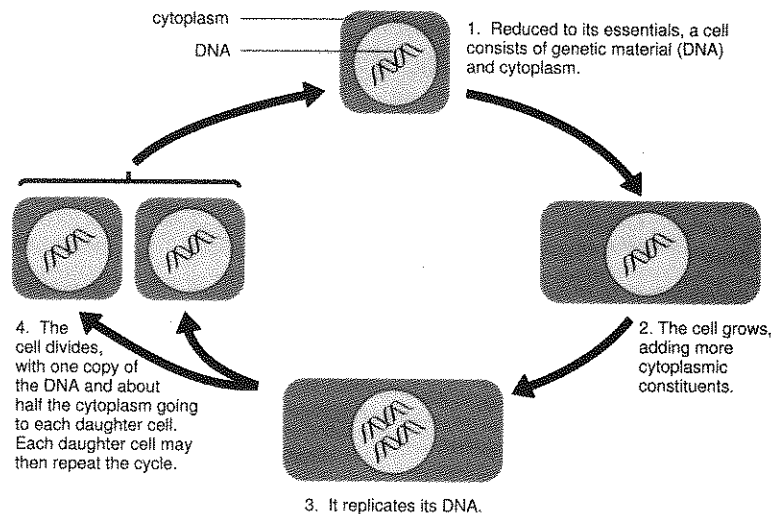 cytoplasm
DNA
1. Reduced to its essentials, a cell
consists of genetic material (DNA)
and cytoplasm.
2. The cell grows,
adding more
cytoplasmic
constituents.
3. It replicates its DNA.
4. The
cell divides,
with one copy of
the DNA and about
half the cytoplasm going
to each daughter cell.
Each daughter cell may
then repeat the cycle.